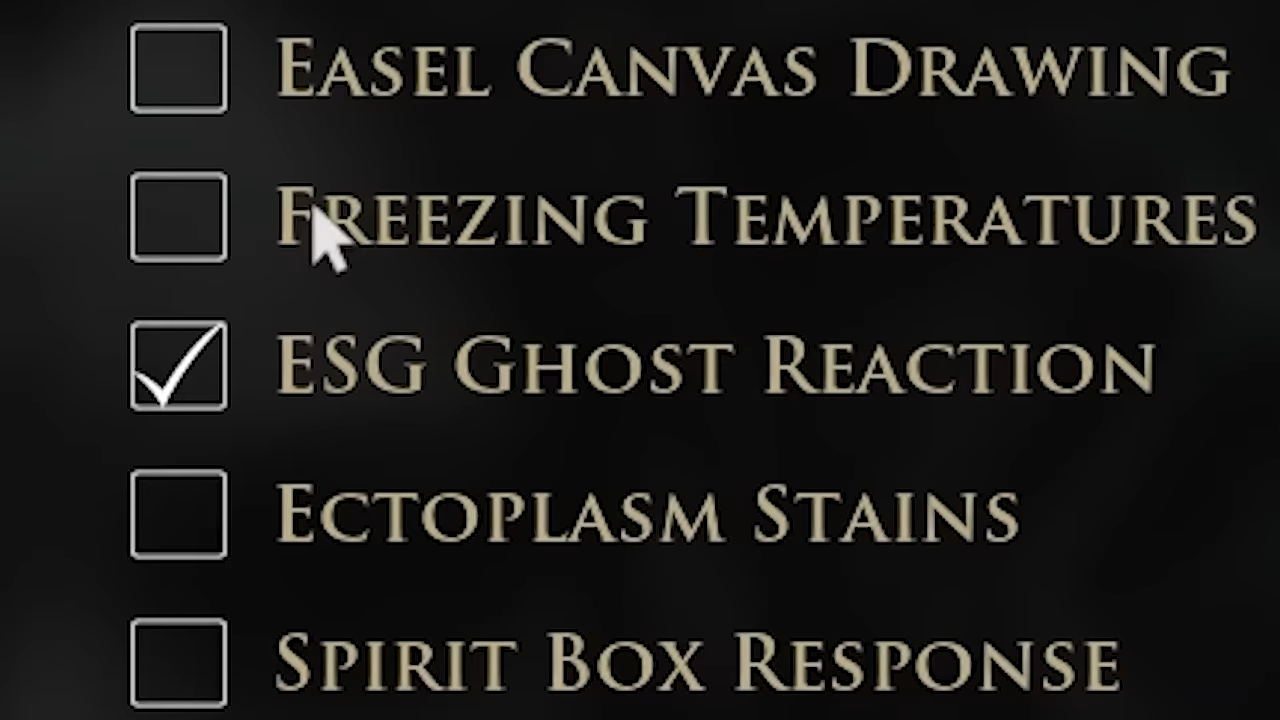 Easel Canvas Drawing
Freezing Temperatures
ESG Ghost Reaction
Ectoplasm Stains
Spirit Box Response